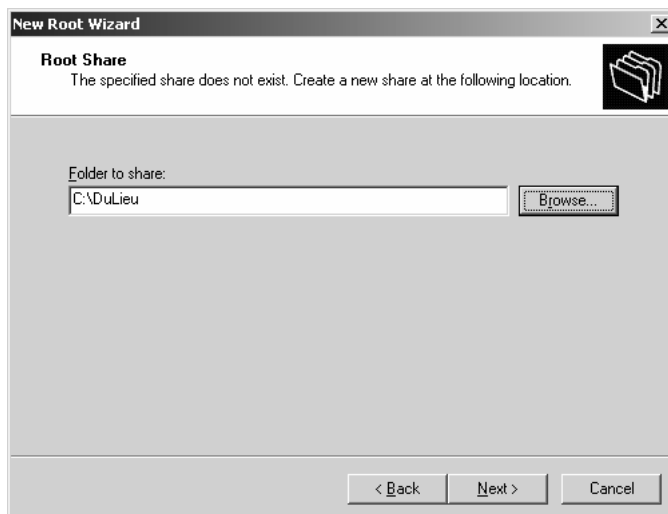 New Root Wizard
Root Share
The specified share does not exist. Create a new share at the following location.
Folder to share:
C:\DuLieu
Browse...
< Back
Next >
Cancel